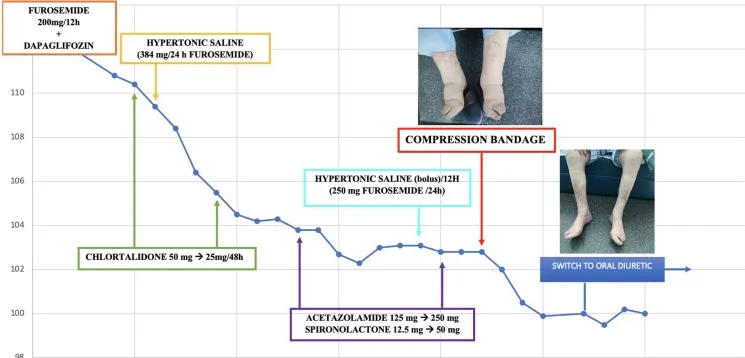 FUROSEMIDE
200mg/12h
+
DAPAGLIFOZIN
HYPERTONIC SALINE
(384 mg/24 h FUROSEMIDE)
110
108
106
104
102
100
98
COMPRESSION BANDAGE
HYPERTONIC SALINE (bolus)/12H
(250 mg FUROSEMIDE /24h)
CHLORTALIDONE 50 mg → 25mg/48h
SWITCH TO ORAL DIURETIC
ACETAZOLAMIDE 125 mg → 250 mg
SPIRONOLACTONE 12.5 mg → 50 mg